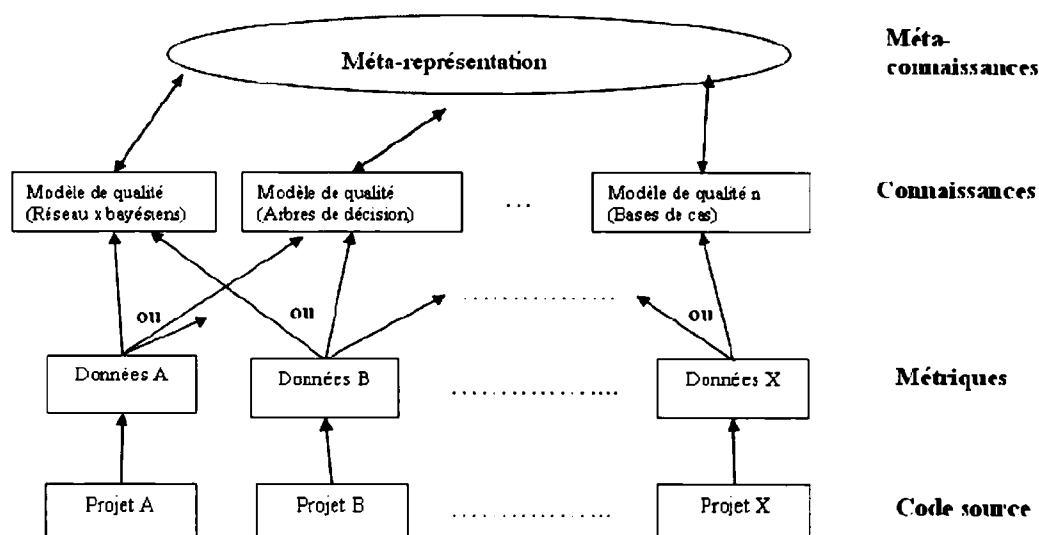 Méta-représentation
Méta-
connaissances
Modèle de qualité
(Réseau x bayésiens)
Modèle de qualité
(Arbres de décision)
...
Modèle de qualité n
(Bases de cas)
Connaissances
ou
ou
ou
Données A
Données B
Données X
Métriques
Projet A
Projet B
Projet X
Code source